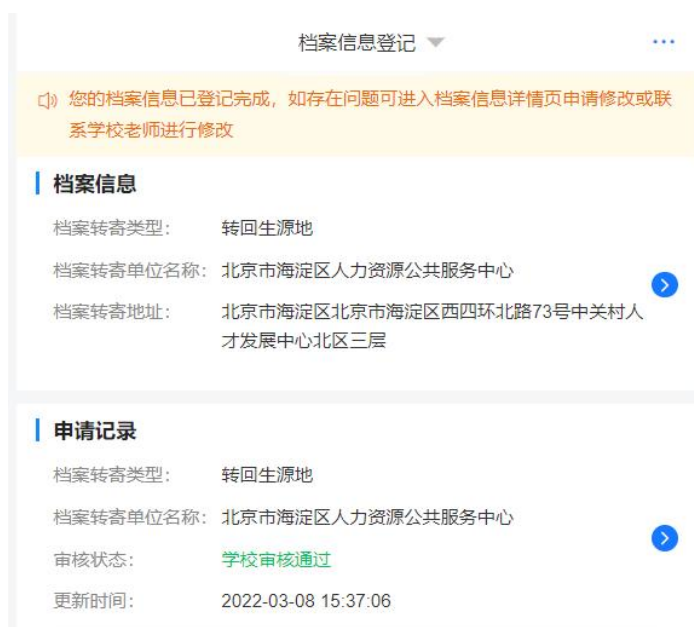 档案信息登记
您的档案信息已登记完成，如存在问题可进入档案信息详情页申请修改或联
系学校老师进行修改
档案信息
档案转寄类型： 转回生源地
档案转寄单位名称： 北京市海淀区人力资源公共服务中心
档案转寄地址： 北京市海淀区北京市海淀区西四环北路73号中关村人
才发展中心北区三层
申请记录
档案转寄类型： 转回生源地
档案转寄单位名称： 北京市海淀区人力资源公共服务中心
审核状态： 学校审核通过
更新时间： 2022-03-08 15:37:06